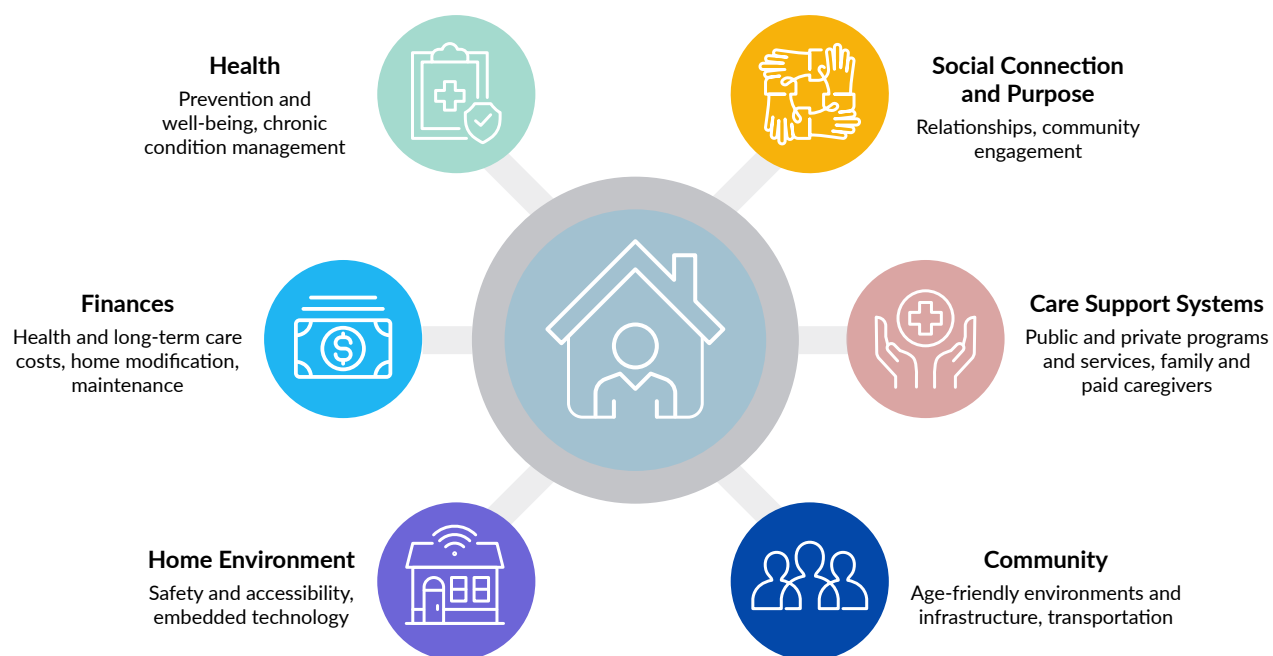 Health
Prevention and
well-being, chronic
condition management
Social Connection
and Purpose
Relationships, community
engagement
Finances
Health and long-term care
costs, home modification,
maintenance
$
Care Support Systems
Public and private programs
and services, family and
paid caregivers
Home Environment
Safety and accessibility,
embedded technology
Community
Age-friendly environments and
infrastructure, transportation